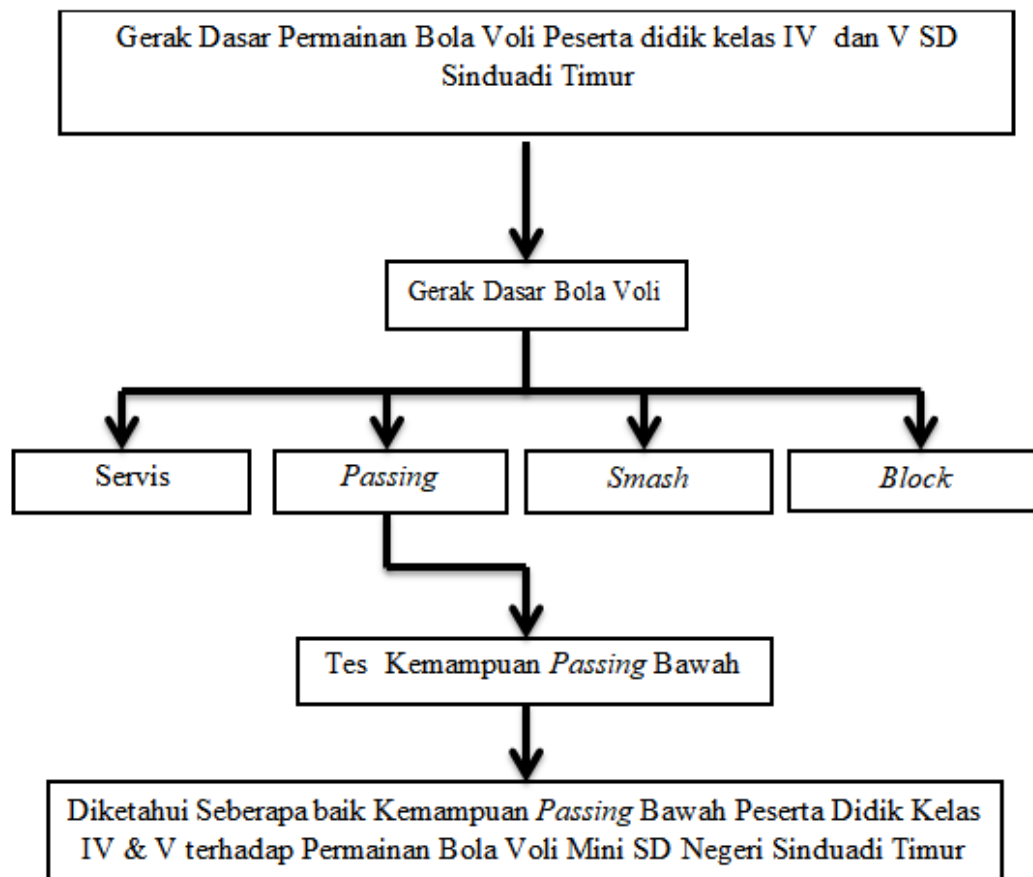 Gerak Dasar Permainan Bola Voli Peserta didik kelas IV dan V SD
Sinduadi Timur
Gerak Dasar Bola Voli
Servis
Passing
Smash
Block
Tes Kemampuan Passing Bawah
Diketahui Seberapa baik Kemampuan Passing Bawah Peserta Didik Kelas
IV & V terhadap Permainan Bola Voli Mini SD Negeri Sinduadi Timur